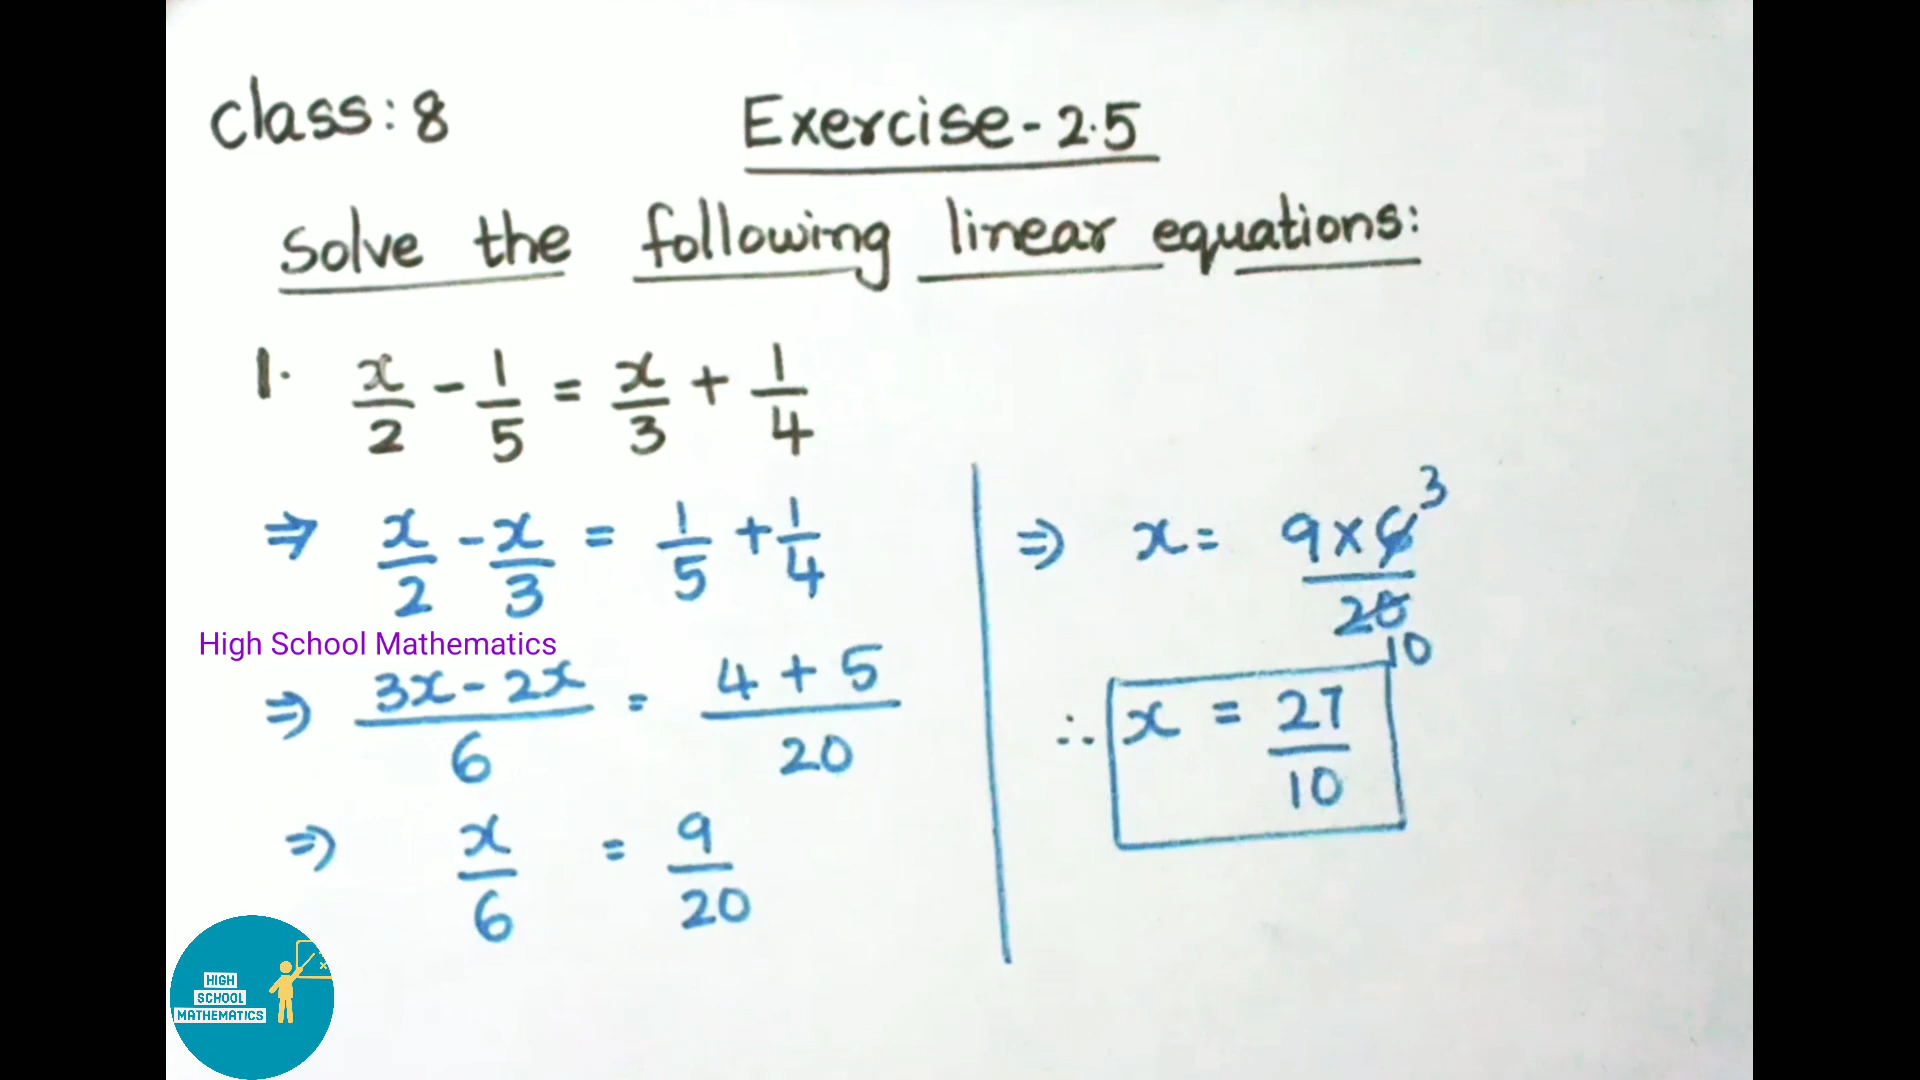 class: 8
Exercise - 2.5
Solve the following linear equations:
1. x/2 - 1/5 = x/3 + 1/4
⇒ x/2 - x/3 = 1/5 + 1/4
High School Mathematics
⇒ (3x - 2x)/6 = (4 + 5)/20
⇒ x/6 = 9/20
⇒ x = (9 × 6)/20 3 10
∴ x = 27/10
HIGH
SCHOOL
MATHEMATICS